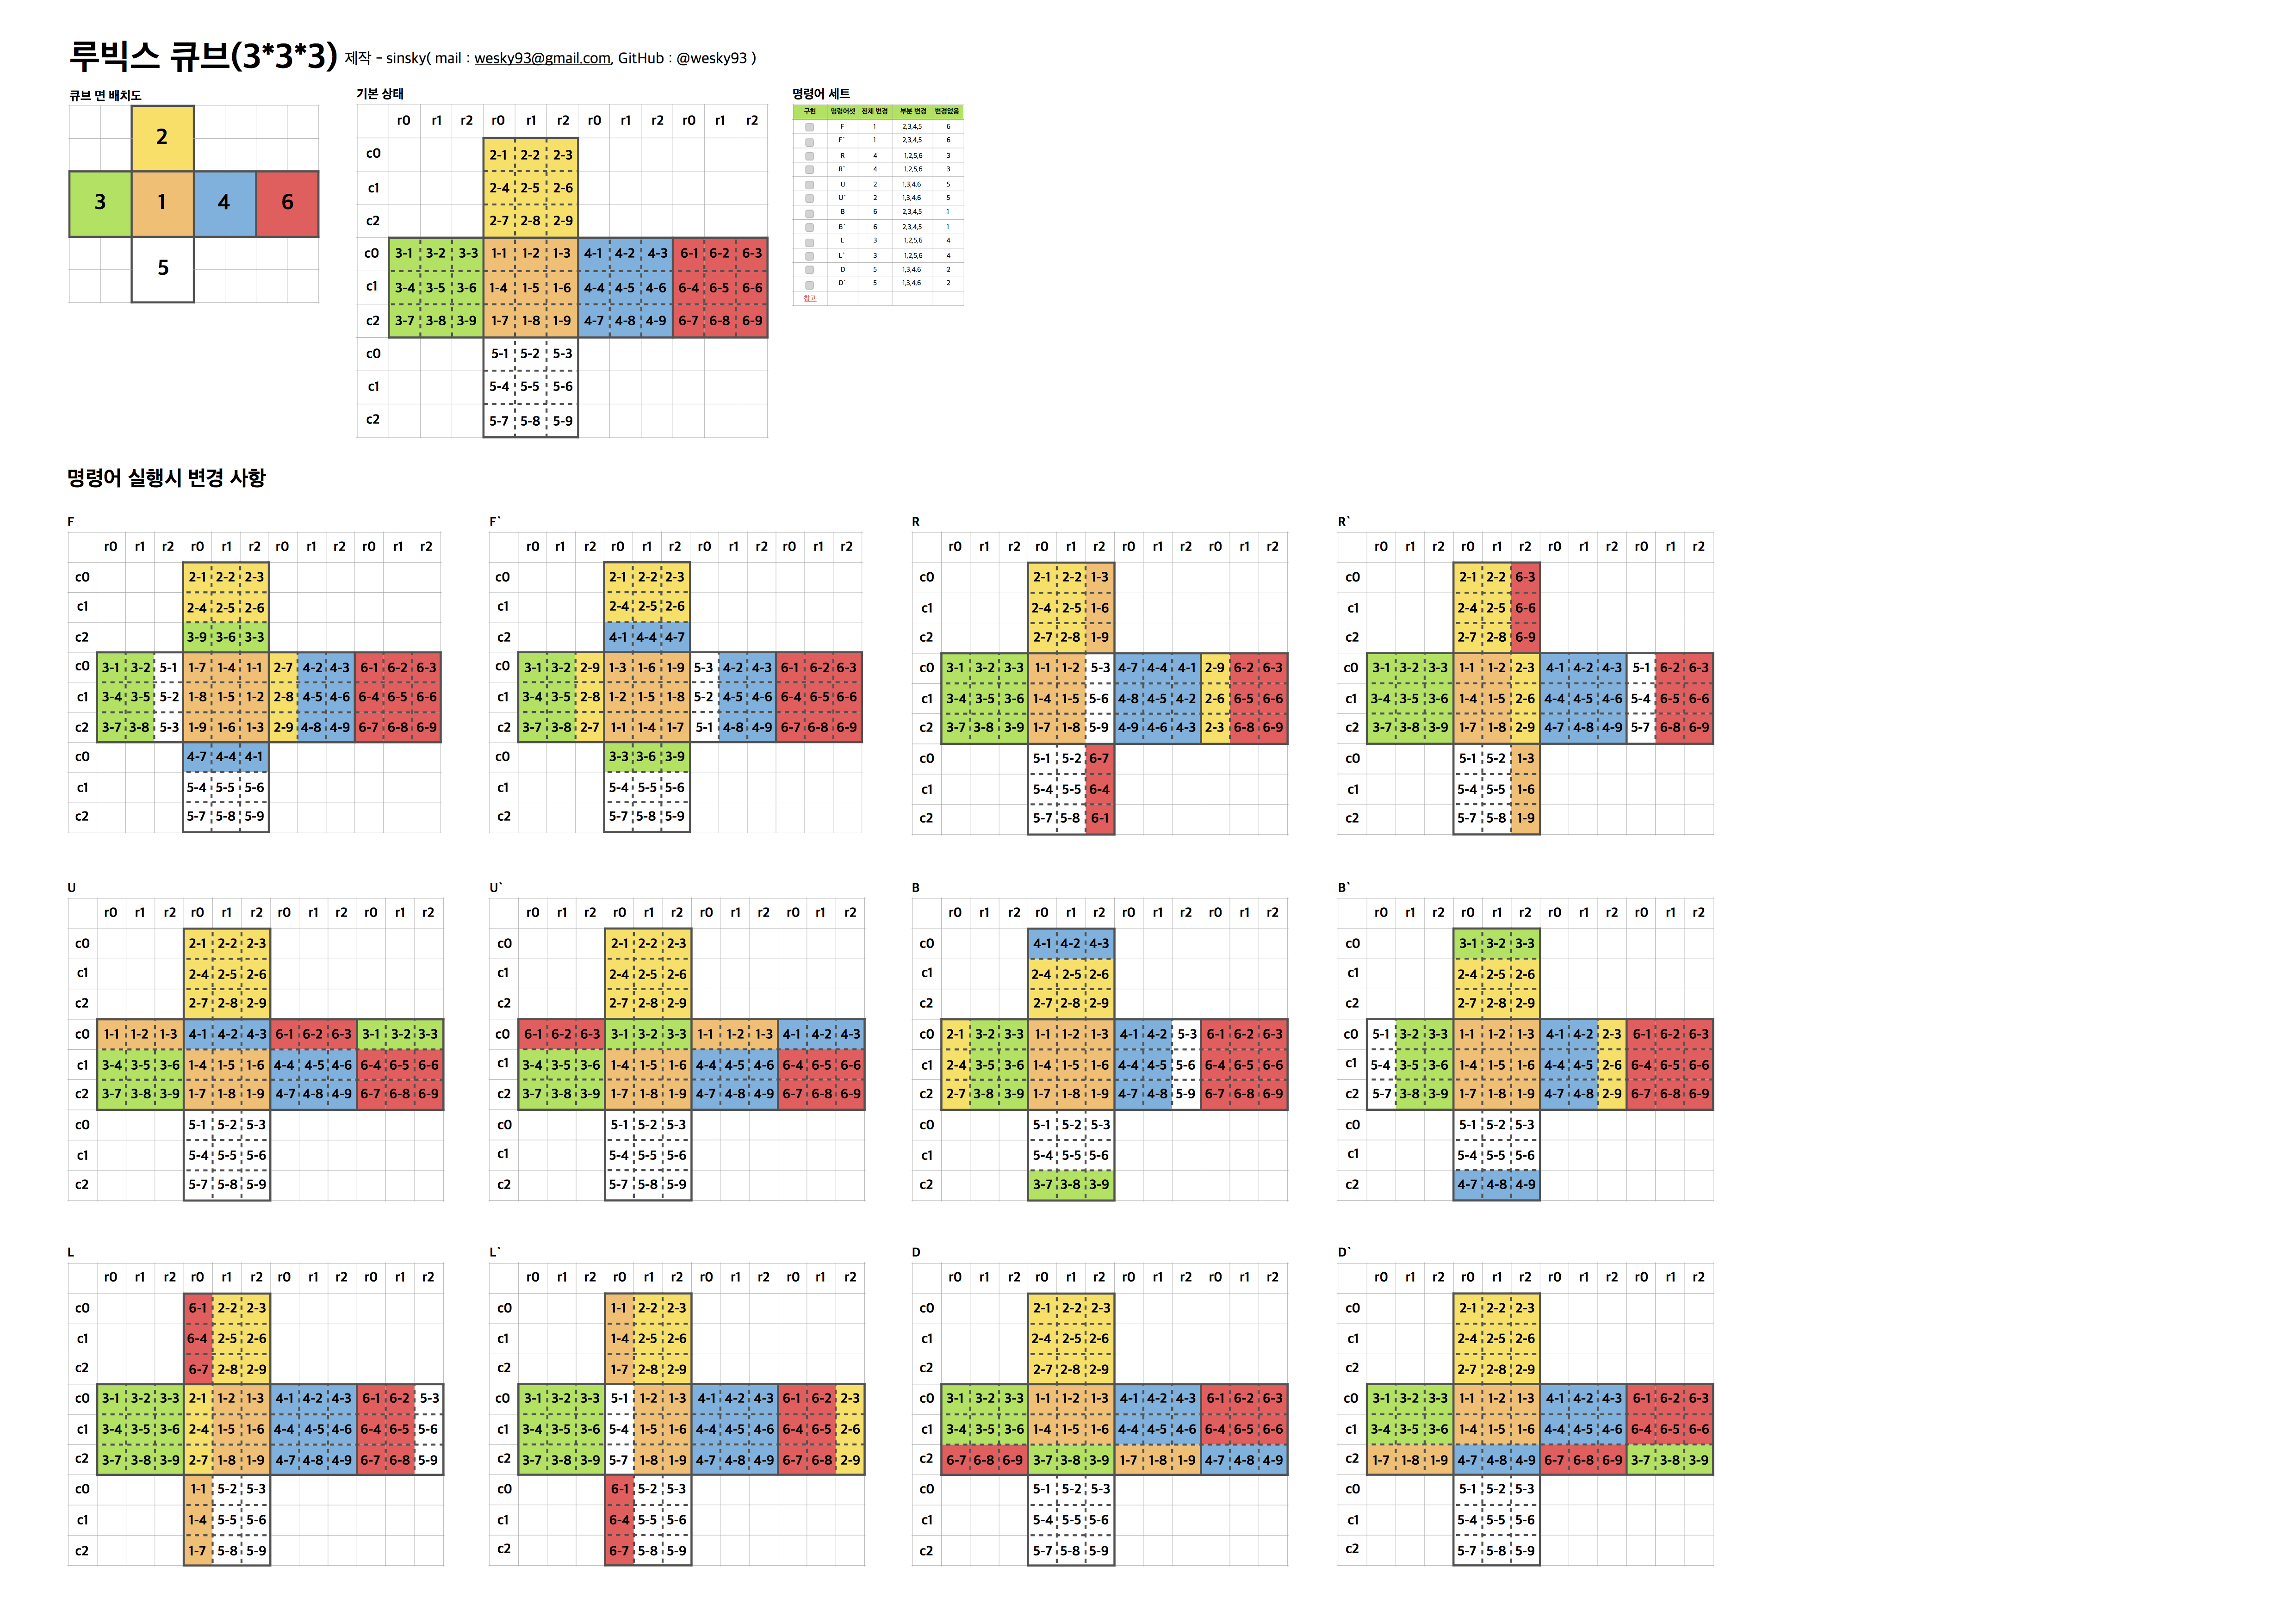 루빅스 큐브(3*3*3) 제작 - sinsky( mail : wesky93@gmail.com, GitHub : @wesky93 )
큐브 면 배치도
2
3 1 4 6
5
기본 상태
r0 r1 r2 r0 r1 r2 r0 r1 r2 r0 r1 r2
c0 2-1 2-2 2-3
c1 2-4 2-5 2-6
c2 2-7 2-8 2-9
c0 3-1 3-2 3-3 1-1 1-2 1-3 4-1 4-2 4-3 6-1 6-2 6-3
c1 3-4 3-5 3-6 1-4 1-5 1-6 4-4 4-5 4-6 6-4 6-5 6-6
c2 3-7 3-8 3-9 1-7 1-8 1-9 4-7 4-8 4-9 6-7 6-8 6-9
c0 5-1 5-2 5-3
c1 5-4 5-5 5-6
c2 5-7 5-8 5-9
명령어 세트
구현 명령어셋 전체 변경 부분 변경 변경없음
F 1 2,3,4,5 6
F` 1 2,3,4,5 6
R 4 1,2,5,6 3
R` 4 1,2,5,6 3
U 2 1,3,4,6 5
U` 2 1,3,4,6 5
B 6 2,3,4,5 1
B` 6 2,3,4,5 1
L 3 1,2,5,6 4
L` 3 1,2,5,6 4
D 5 1,3,4,6 2
D` 5 1,3,4,6 2
참고
명령어 실행시 변경 사항
F
r0 r1 r2 r0 r1 r2 r0 r1 r2 r0 r1 r2
c0 2-1 2-2 2-3
c1 2-4 2-5 2-6
c2 3-9 3-6 3-3
c0 3-1 3-2 5-1 1-7 1-4 1-1 2-7 4-2 4-3 6-1 6-2 6-3
c1 3-4 3-5 5-2 1-8 1-5 1-2 2-8 4-5 4-6 6-4 6-5 6-6
c2 3-7 3-8 5-3 1-9 1-6 1-3 2-9 4-8 4-9 6-7 6-8 6-9
c0 4-7 4-4 4-1
c1 5-4 5-5 5-6
c2 5-7 5-8 5-9
F`
r0 r1 r2 r0 r1 r2 r0 r1 r2 r0 r1 r2
c0 2-1 2-2 2-3
c1 2-4 2-5 2-6
c2 4-1 4-4 4-7
c0 3-1 3-2 2-9 1-3 1-6 1-9 5-3 4-2 4-3 6-1 6-2 6-3
c1 3-4 3-5 2-8 1-2 1-5 1-8 5-2 4-5 4-6 6-4 6-5 6-6
c2 3-7 3-8 2-7 1-1 1-4 1-7 5-1 4-8 4-9 6-7 6-8 6-9
c0 3-3 3-6 3-9
c1 5-4 5-5 5-6
c2 5-7 5-8 5-9
R
r0 r1 r2 r0 r1 r2 r0 r1 r2 r0 r1 r2
c0 2-1 2-2 1-3
c1 2-4 2-5 1-6
c2 2-7 2-8 1-9
c0 3-1 3-2 3-3 1-1 1-2 5-3 4-7 4-4 4-1 2-9 6-2 6-3
c1 3-4 3-5 3-6 1-4 1-5 5-6 4-8 4-5 4-2 2-6 6-5 6-6
c2 3-7 3-8 3-9 1-7 1-8 5-9 4-9 4-6 4-3 2-3 6-8 6-9
c0 5-1 5-2 6-7
c1 5-4 5-5 6-4
c2 5-7 5-8 6-1
R`
r0 r1 r2 r0 r1 r2 r0 r1 r2 r0 r1 r2
c0 2-1 2-2 6-3
c1 2-4 2-5 6-6
c2 2-7 2-8 6-9
c0 3-1 3-2 3-3 1-1 1-2 2-3 4-1 4-2 4-3 5-1 6-2 6-3
c1 3-4 3-5 3-6 1-4 1-5 2-6 4-4 4-5 4-6 5-4 6-5 6-6
c2 3-7 3-8 3-9 1-7 1-8 2-9 4-7 4-8 4-9 5-7 6-8 6-9
c0 5-1 5-2 1-3
c1 5-4 5-5 1-6
c2 5-7 5-8 1-9
U
r0 r1 r2 r0 r1 r2 r0 r1 r2 r0 r1 r2
c0 2-1 2-2 2-3
c1 2-4 2-5 2-6
c2 2-7 2-8 2-9
c0 1-1 1-2 1-3 4-1 4-2 4-3 6-1 6-2 6-3 3-1 3-2 3-3
c1 3-4 3-5 3-6 1-4 1-5 1-6 4-4 4-5 4-6 6-4 6-5 6-6
c2 3-7 3-8 3-9 1-7 1-8 1-9 4-7 4-8 4-9 6-7 6-8 6-9
c0 5-1 5-2 5-3
c1 5-4 5-5 5-6
c2 5-7 5-8 5-9
U`
r0 r1 r2 r0 r1 r2 r0 r1 r2 r0 r1 r2
c0 2-1 2-2 2-3
c1 2-4 2-5 2-6
c2 2-7 2-8 2-9
c0 6-1 6-2 6-3 3-1 3-2 3-3 1-1 1-2 1-3 4-1 4-2 4-3
c1 3-4 3-5 3-6 1-4 1-5 1-6 4-4 4-5 4-6 6-4 6-5 6-6
c2 3-7 3-8 3-9 1-7 1-8 1-9 4-7 4-8 4-9 6-7 6-8 6-9
c0 5-1 5-2 5-3
c1 5-4 5-5 5-6
c2 5-7 5-8 5-9
B
r0 r1 r2 r0 r1 r2 r0 r1 r2 r0 r1 r2
c0 4-1 4-2 4-3
c1 2-4 2-5 2-6
c2 2-7 2-8 2-9
c0 2-1 3-2 3-3 1-1 1-2 1-3 4-1 4-2 5-3 6-1 6-2 6-3
c1 2-4 3-5 3-6 1-4 1-5 1-6 4-4 4-5 5-6 6-4 6-5 6-6
c2 2-7 3-8 3-9 1-7 1-8 1-9 4-7 4-8 5-9 6-7 6-8 6-9
c0 5-1 5-2 5-3
c1 5-4 5-5 5-6
c2 3-7 3-8 3-9
B`
r0 r1 r2 r0 r1 r2 r0 r1 r2 r0 r1 r2
c0 3-1 3-2 3-3
c1 2-4 2-5 2-6
c2 2-7 2-8 2-9
c0 5-1 3-2 3-3 1-1 1-2 1-3 4-1 4-2 2-3 6-1 6-2 6-3
c1 5-4 3-5 3-6 1-4 1-5 1-6 4-4 4-5 2-6 6-4 6-5 6-6
c2 5-7 3-8 3-9 1-7 1-8 1-9 4-7 4-8 2-9 6-7 6-8 6-9
c0 5-1 5-2 5-3
c1 5-4 5-5 5-6
c2 4-7 4-8 4-9
L
r0 r1 r2 r0 r1 r2 r0 r1 r2 r0 r1 r2
c0 6-1 2-2 2-3
c1 6-4 2-5 2-6
c2 6-7 2-8 2-9
c0 3-1 3-2 3-3 2-1 1-2 1-3 4-1 4-2 4-3 6-1 6-2 5-3
c1 3-4 3-5 3-6 2-4 1-5 1-6 4-4 4-5 4-6 6-4 6-5 5-6
c2 3-7 3-8 3-9 2-7 1-8 1-9 4-7 4-8 4-9 6-7 6-8 5-9
c0 1-1 5-2 5-3
c1 1-4 5-5 5-6
c2 1-7 5-8 5-9
L`
r0 r1 r2 r0 r1 r2 r0 r1 r2 r0 r1 r2
c0 1-1 2-2 2-3
c1 1-4 2-5 2-6
c2 1-7 2-8 2-9
c0 3-1 3-2 3-3 5-1 1-2 1-3 4-1 4-2 4-3 6-1 6-2 2-3
c1 3-4 3-5 3-6 5-4 1-5 1-6 4-4 4-5 4-6 6-4 6-5 2-6
c2 3-7 3-8 3-9 5-7 1-8 1-9 4-7 4-8 4-9 6-7 6-8 2-9
c0 6-1 5-2 5-3
c1 6-4 5-5 5-6
c2 6-7 5-8 5-9
D
r0 r1 r2 r0 r1 r2 r0 r1 r2 r0 r1 r2
c0 2-1 2-2 2-3
c1 2-4 2-5 2-6
c2 2-7 2-8 2-9
c0 3-1 3-2 3-3 1-1 1-2 1-3 4-1 4-2 4-3 6-1 6-2 6-3
c1 3-4 3-5 3-6 1-4 1-5 1-6 4-4 4-5 4-6 6-4 6-5 6-6
c2 6-7 6-8 6-9 3-7 3-8 3-9 1-7 1-8 1-9 4-7 4-8 4-9
c0 5-1 5-2 5-3
c1 5-4 5-5 5-6
c2 5-7 5-8 5-9
D`
r0 r1 r2 r0 r1 r2 r0 r1 r2 r0 r1 r2
c0 2-1 2-2 2-3
c1 2-4 2-5 2-6
c2 2-7 2-8 2-9
c0 3-1 3-2 3-3 1-1 1-2 1-3 4-1 4-2 4-3 6-1 6-2 6-3
c1 3-4 3-5 3-6 1-4 1-5 1-6 4-4 4-5 4-6 6-4 6-5 6-6
c2 1-7 1-8 1-9 4-7 4-8 4-9 6-7 6-8 6-9 3-7 3-8 3-9
c0 5-1 5-2 5-3
c1 5-4 5-5 5-6
c2 5-7 5-8 5-9